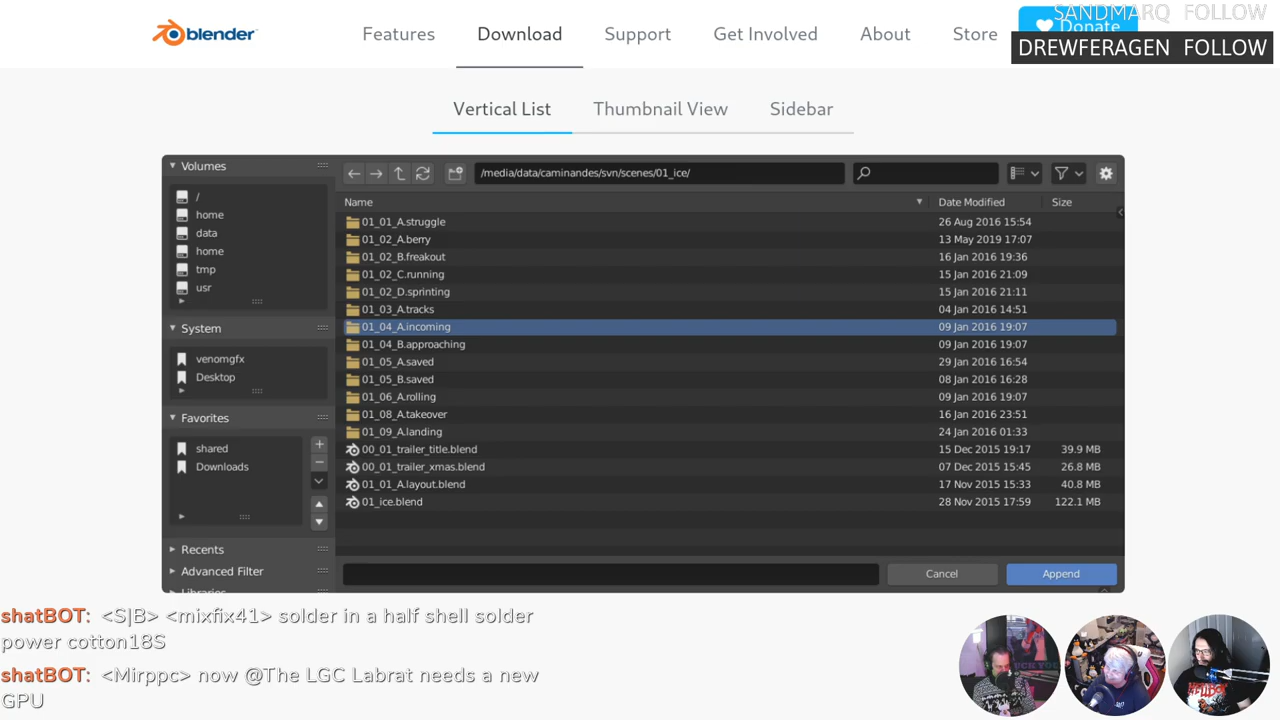 blender
Features
Download
Support
Get Involved
About
Store
Donate
SANDMARQ FOLLOW
DREWFERAGEN FOLLOW
Vertical List
Thumbnail View
Sidebar
Volumes
/
home
data
home
tmp
usr
System
venomgfx
Desktop
Favorites
shared
Downloads
Recents
Advanced Filter
Libraries
/media/data/caminandes/svn/scenes/01_ice/
Name Date Modified Size
01_01_A.struggle 26 Aug 2016 15:54
01_02_A.berry 13 May 2019 17:07
01_02_B.freakout 16 Jan 2016 19:36
01_02_C.running 15 Jan 2016 21:09
01_02_D.sprinting 15 Jan 2016 21:11
01_03_A.tracks 04 Jan 2016 14:51
01_04_A.incoming 09 Jan 2016 19:07
01_04_B.approaching 09 Jan 2016 19:07
01_05_A.saved 29 Jan 2016 16:54
01_05_B.saved 08 Jan 2016 16:28
01_06_A.rolling 09 Jan 2016 19:07
01_08_A.takeover 16 Jan 2016 23:51
01_09_A.landing 24 Jan 2016 01:33
00_01_trailer_title.blend 15 Dec 2015 19:17 39.9 MB
00_01_trailer_xmas.blend 07 Dec 2015 15:45 26.8 MB
01_01_A.layout.blend 17 Nov 2015 15:33 40.8 MB
01_ice.blend 28 Nov 2015 17:59 122.1 MB
Cancel
Append
shatBOT: <S|B> <mixfix41> solder in a half shell solder
power cotton18S
shatBOT: <Mirppc> now @The LGC Labrat needs a new
GPU